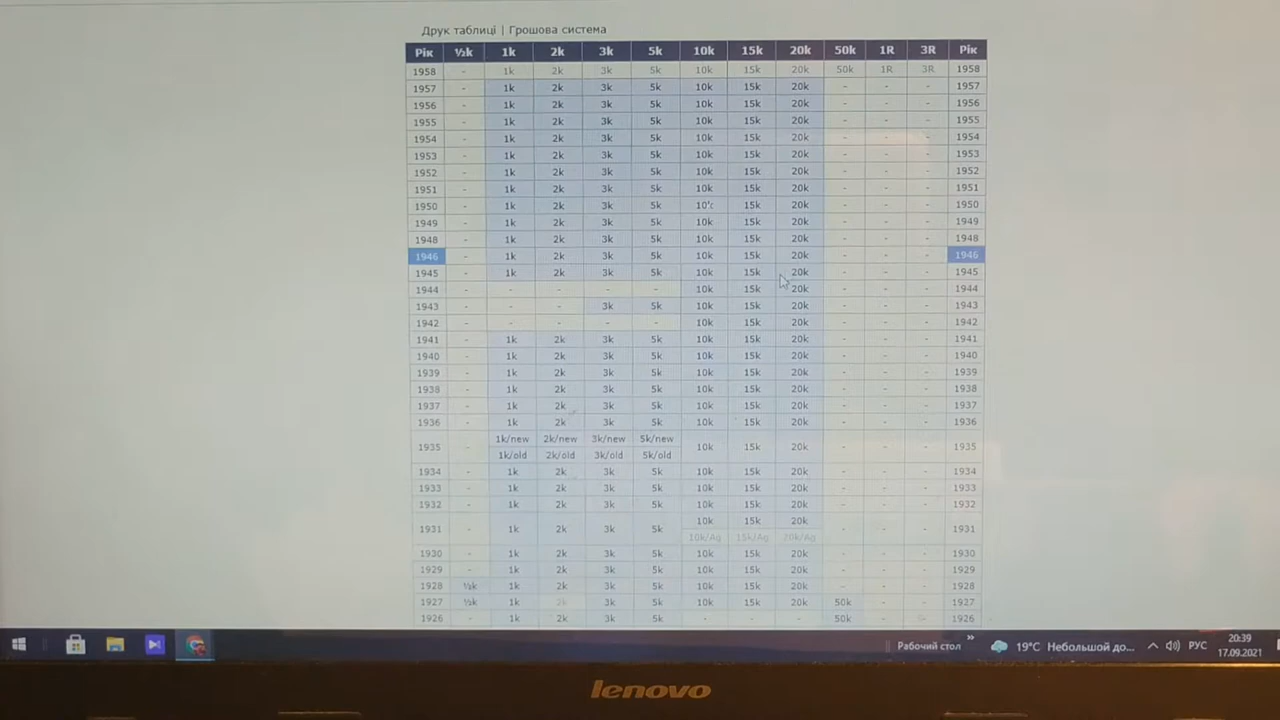 Друк таблиці | Грошова система
Рік ½k 1k 2k 3k 5k 10k 15k 20k 50k 1R 3R Рік
1958 - 1k 2k 3k 5k 10k 15k 20k 50k 1R 3R 1958
1957 - 1k 2k 3k 5k 10k 15k 20k - - - 1957
1956 - 1k 2k 3k 5k 10k 15k 20k - - - 1956
1955 - 1k 2k 3k 5k 10k 15k 20k - - - 1955
1954 - 1k 2k 3k 5k 10k 15k 20k - - - 1954
1953 - 1k 2k 3k 5k 10k 15k 20k - - - 1953
1952 - 1k 2k 3k 5k 10k 15k 20k - - - 1952
1951 - 1k 2k 3k 5k 10k 15k 20k - - - 1951
1950 - 1k 2k 3k 5k 10k 15k 20k - - - 1950
1949 - 1k 2k 3k 5k 10k 15k 20k - - - 1949
1948 - 1k 2k 3k 5k 10k 15k 20k - - - 1948
1946 - 1k 2k 3k 5k 10k 15k 20k - - - 1946
1945 - 1k 2k 3k 5k 10k 15k 20k - - - 1945
1944 - - - - - 10k 15k 20k - - - 1944
1943 - - - 3k 5k 10k 15k 20k - - - 1943
1942 - - - - - 10k 15k 20k - - - 1942
1941 - 1k 2k 3k 5k 10k 15k 20k - - - 1941
1940 - 1k 2k 3k 5k 10k 15k 20k - - - 1940
1939 - 1k 2k 3k 5k 10k 15k 20k - - - 1939
1938 - 1k 2k 3k 5k 10k 15k 20k - - - 1938
1937 - 1k 2k 3k 5k 10k 15k 20k - - - 1937
1936 - 1k 2k 3k 5k 10k 15k 20k - - - 1936
1k/new 2k/new 3k/new 5k/new
1935 - 10k 15k 20k - - - 1935
1k/old 2k/old 3k/old 5k/old
1934 - 1k 2k 3k 5k 10k 15k 20k - - - 1934
1933 - 1k 2k 3k 5k 10k 15k 20k - - - 1933
1932 - 1k 2k 3k 5k 10k 15k 20k - - - 1932
10k 15k 20k
1931 - 1k 2k 3k 5k - - - 1931
10k/Ag 15k/Ag 20k/Ag
1930 - 1k 2k 3k 5k 10k 15k 20k - - - 1930
1929 - 1k 2k 3k 5k 10k 15k 20k - - - 1929
1928 ½k 1k 2k 3k 5k 10k 15k 20k - - - 1928
1927 ½k 1k 2k 3k 5k 10k 15k 20k 50k - - 1927
1926 - 1k 2k 3k 5k - - - 50k - - 1926
Рабочий стол » 19°C Небольшой до... РУС 20:39
17.09.2021
lenovo